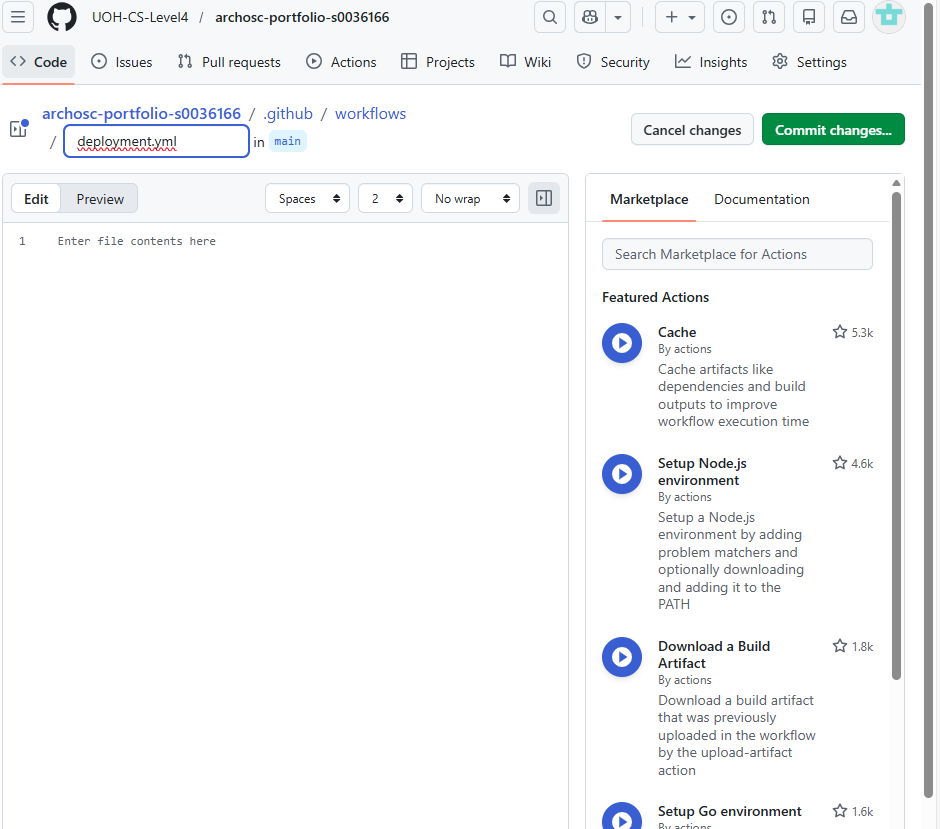 UOH-CS-Level4 / archosc-portfolio-s0036166
Code Issues Pull requests Actions Projects Wiki Security Insights Settings
archosc-portfolio-s0036166 / .github / workflows
/ deployment.yml in main
Cancel changes Commit changes...
Edit Preview Spaces 2 No wrap
1 Enter file contents here
Marketplace Documentation
Search Marketplace for Actions
Featured Actions
Cache 5.3k
By actions
Cache artifacts like
dependencies and build
outputs to improve
workflow execution time
Setup Node.js 4.6k
environment
By actions
Setup a Node.js
environment by adding
problem matchers and
optionally downloading
and adding it to the
PATH
Download a Build 1.8k
Artifact
By actions
Download a build artifact
that was previously
uploaded in the workflow
by the upload-artifact
action
Setup Go environment 1.6k
By actions